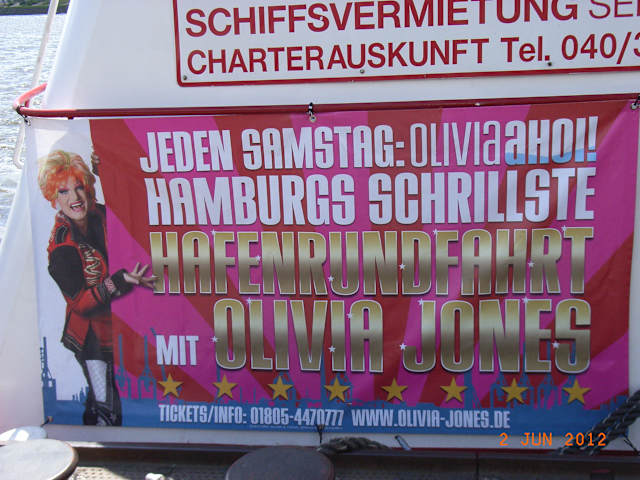 SCHIFFSVERMIETUNG
CHARTERAUSKUNFT Tel. 040/3
JEDEN SAMSTAG: OLIVIA AHOI!
HAMBURGS SCHRILLSTE
HAFENRUNDFAHRT
MIT OLIVIA JONES
TICKETS/INFO: 01805-4470777 WWW.OLIVIA-JONES.DE
2 JUN 2012